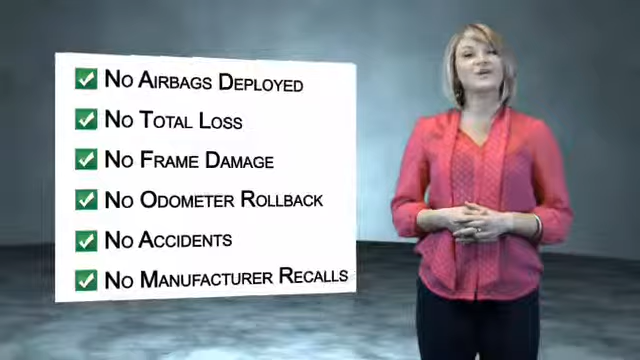 No Airbags Deployed
No Total Loss
No Frame Damage
No Odometer Rollback
No Accidents
No Manufacturer Recalls